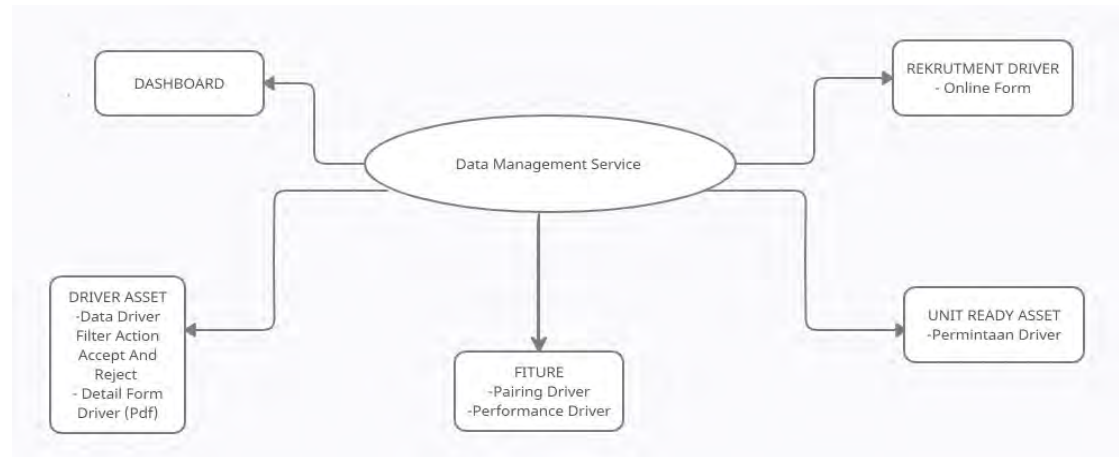 DASHBOARD
REKRUTMENT DRIVER
- Online Form
Data Management Service
DRIVER ASSET
-Data Driver
Filter Action
Accept And
Reject
- Detail Form
Driver (Pdf)
FITURE
-Pairing Driver
-Performance Driver
UNIT READY ASSET
-Permintaan Driver